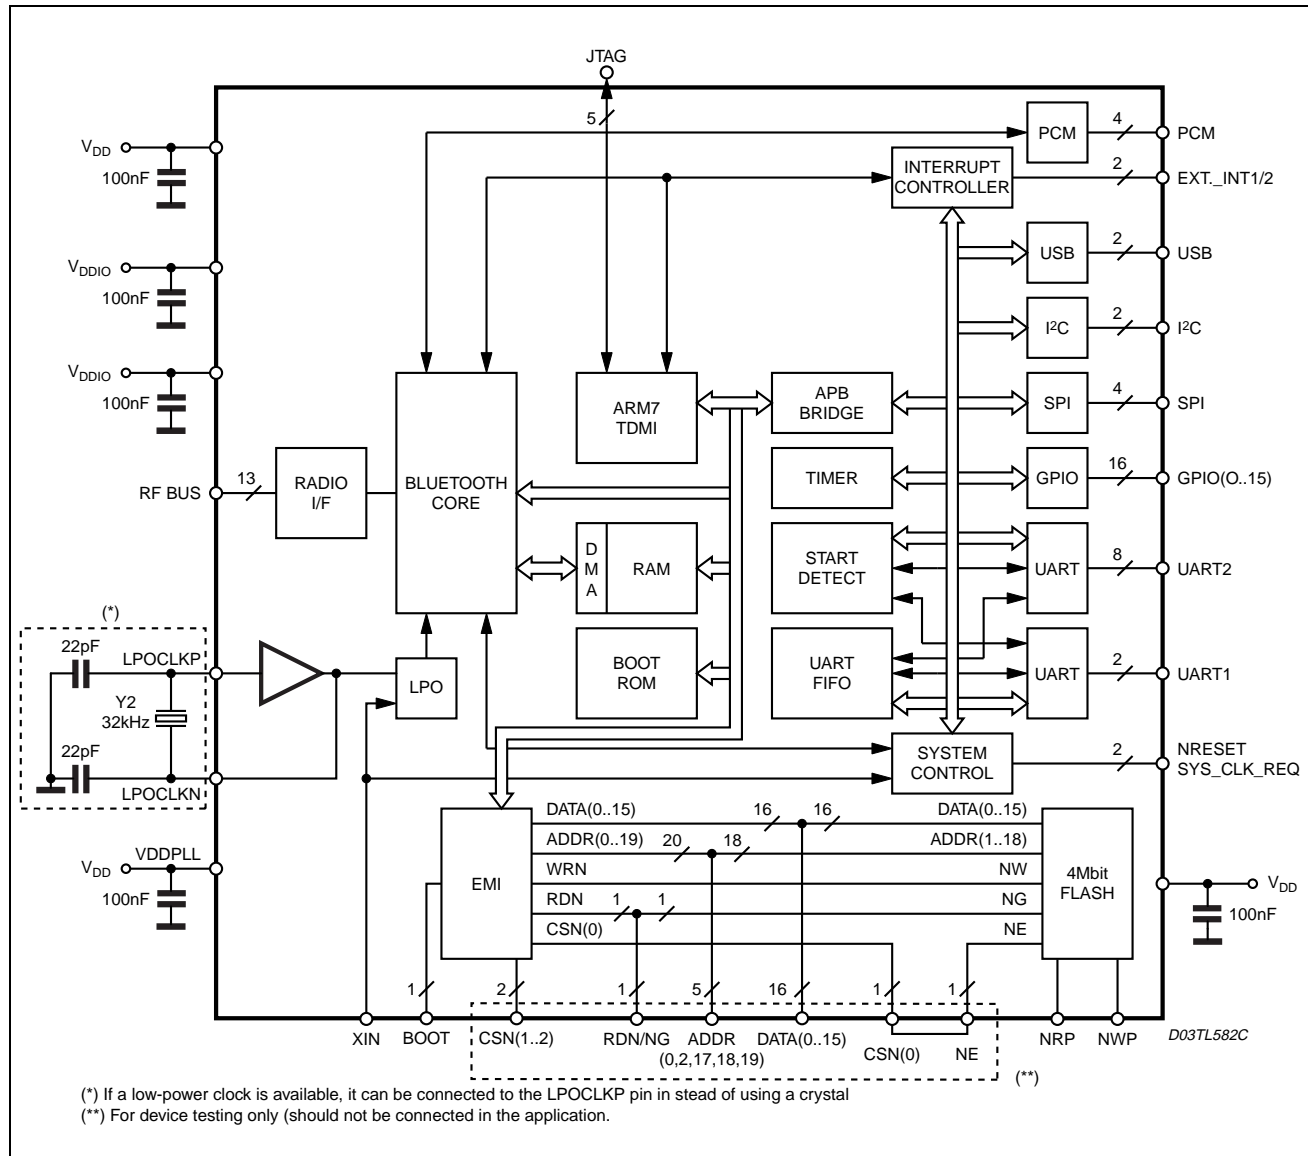 JTAG
5
PCM
4
PCM
V_DD
100nF
INTERRUPT
CONTROLLER
2
EXT._INT1/2
USB
2
USB
V_DDIO
100nF
I²C
2
I²C
V_DDIO
100nF
ARM7
TDMI
APB
BRIDGE
SPI
4
SPI
RF BUS
13
RADIO
I/F
BLUETOOTH
CORE
TIMER
GPIO
16
GPIO(O..15)
D
M
A
RAM
START
DETECT
UART
8
UART2
(*)
22pF
LPOCLKP
Y2
32kHz
22pF
LPOCLKN
LPO
BOOT
ROM
UART
FIFO
UART
2
UART1
SYSTEM
CONTROL
2
NRESET
SYS_CLK_REQ
V_DD
VDDPLL
100nF
EMI
DATA(0..15)
16
16
DATA(0..15)
ADDR(0..19)
20
18
ADDR(1..18)
WRN
NW
RDN
1
1
NG
CSN(0)
NE
4Mbit
FLASH
V_DD
100nF
1
2
1
5
16
1
1
XIN
BOOT
CSN(1..2)
RDN/NG
ADDR
(0,2,17,18,19)
DATA(0..15)
CSN(0)
NE
NRP
NWP
D03TL582C
(**)
(*) If a low-power clock is available, it can be connected to the LPOCLKP pin in stead of using a crystal
(**) For device testing only (should not be connected in the application.